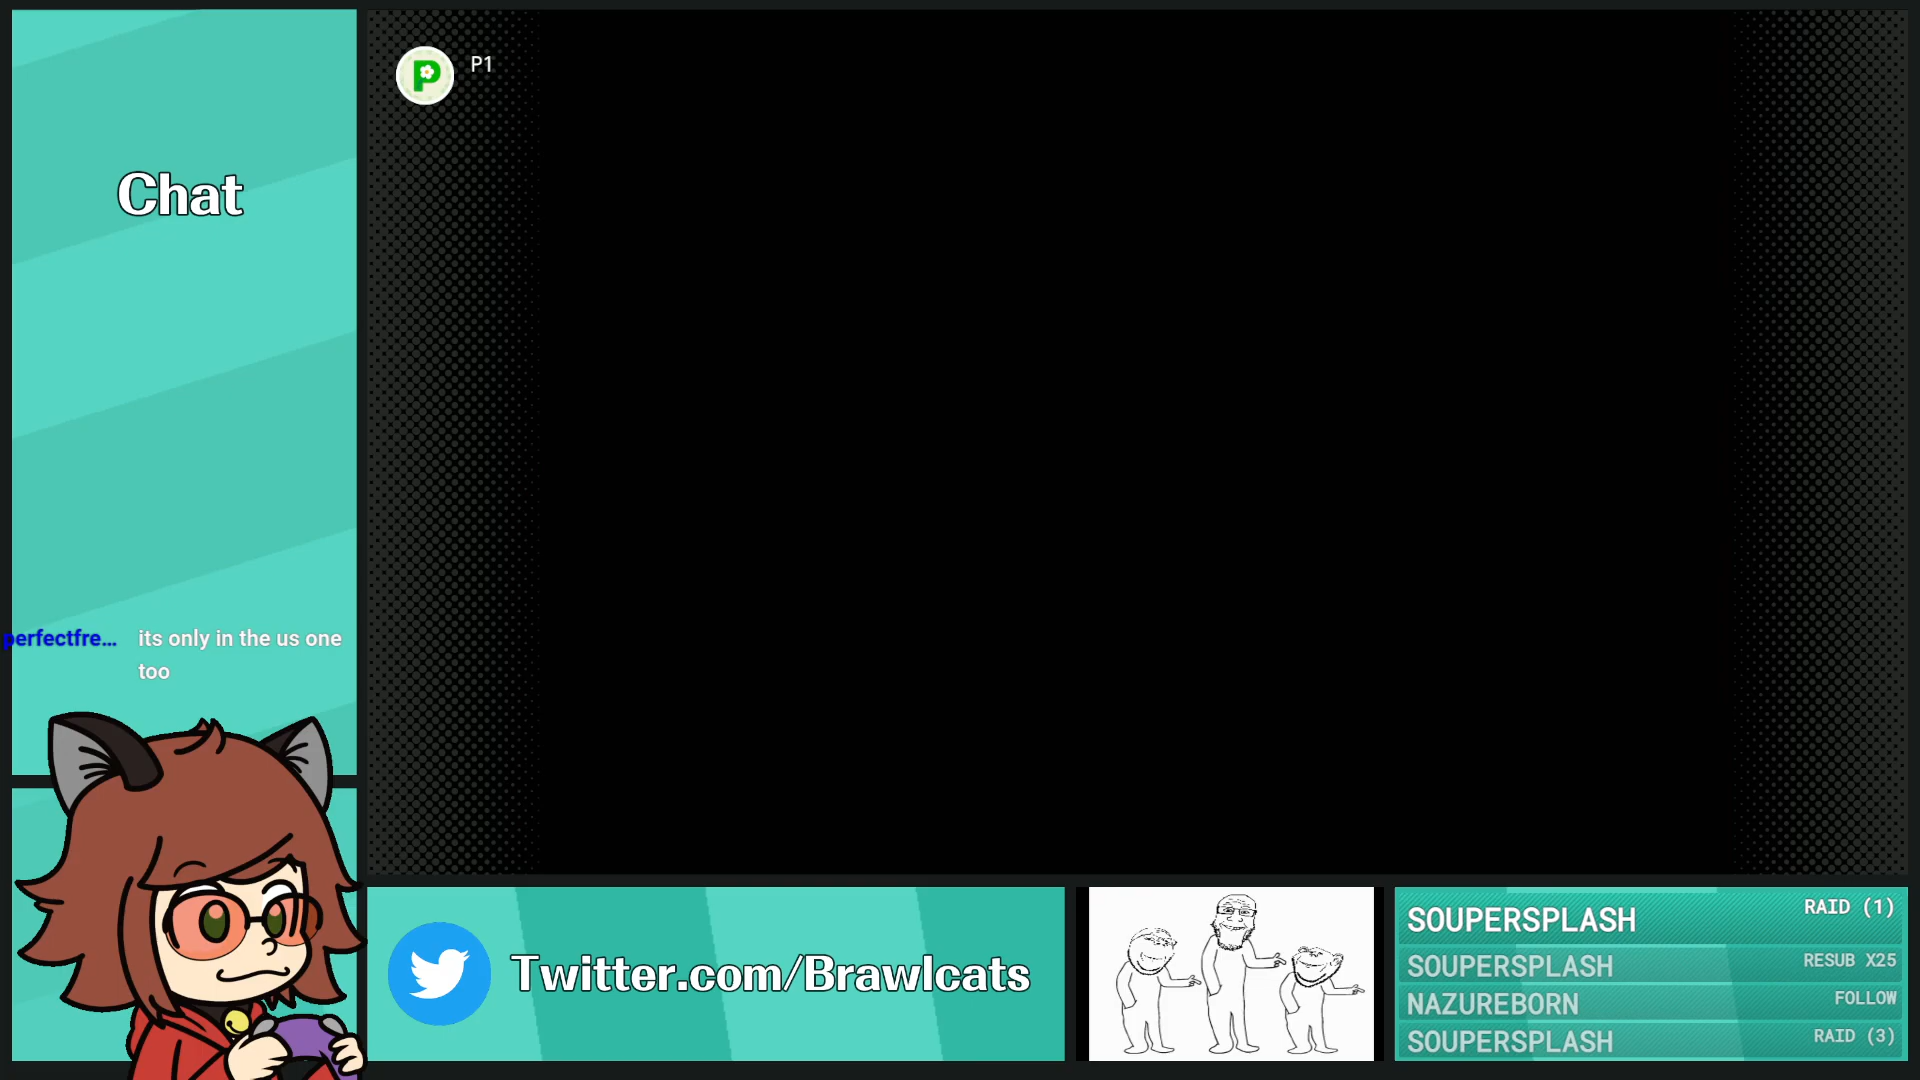 P
P1
Chat
perfectfre... its only in the us one
too
Twitter.com/Brawlcats
SOUPERSPLASH RAID (1)
SOUPERSPLASH RESUB X25
NAZUREBORN FOLLOW
SOUPERSPLASH RAID (3)